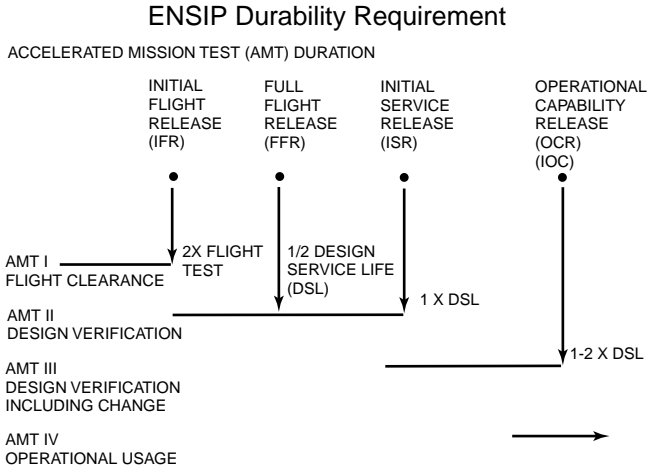 ENSIP Durability Requirement
ACCELERATED MISSION TEST (AMT) DURATION
INITIAL
FLIGHT
RELEASE
(IFR)
FULL
FLIGHT
RELEASE
(FFR)
INITIAL
SERVICE
RELEASE
(ISR)
OPERATIONAL
CAPABILITY
RELEASE
(OCR)
(IOC)
AMT I
FLIGHT CLEARANCE
2X FLIGHT
TEST
1/2 DESIGN
SERVICE LIFE
(DSL)
1 X DSL
AMT II
DESIGN VERIFICATION
1-2 X DSL
AMT III
DESIGN VERIFICATION
INCLUDING CHANGE
AMT IV
OPERATIONAL USAGE